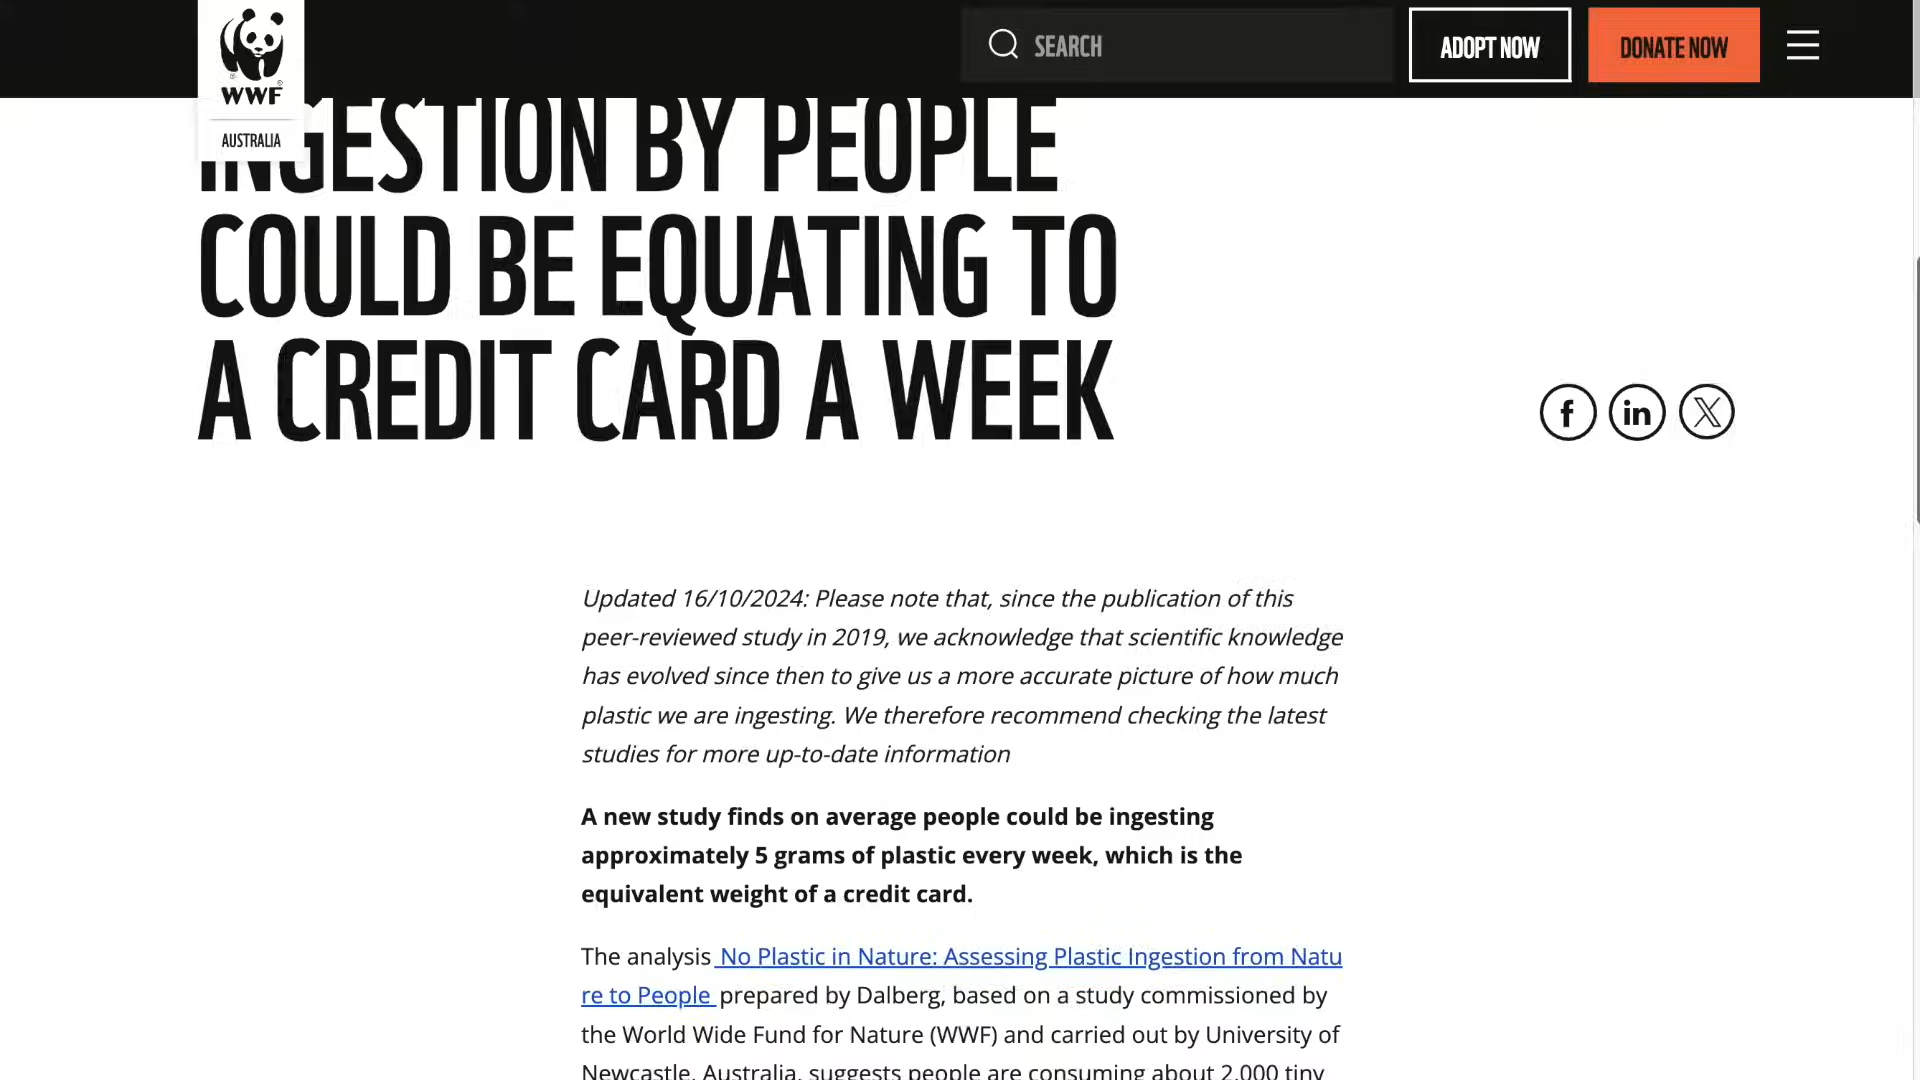 WWF
AUSTRALIA
SEARCH
ADOPT NOW
DONATE NOW
INGESTION BY PEOPLE
COULD BE EQUATING TO
A CREDIT CARD A WEEK
Updated 16/10/2024: Please note that, since the publication of this
peer-reviewed study in 2019, we acknowledge that scientific knowledge
has evolved since then to give us a more accurate picture of how much
plastic we are ingesting. We therefore recommend checking the latest
studies for more up-to-date information
A new study finds on average people could be ingesting
approximately 5 grams of plastic every week, which is the
equivalent weight of a credit card.
The analysis No Plastic in Nature: Assessing Plastic Ingestion from Natu
re to People prepared by Dalberg, based on a study commissioned by
the World Wide Fund for Nature (WWF) and carried out by University of
Newcastle, Australia, suggests people are consuming about 2,000 tiny